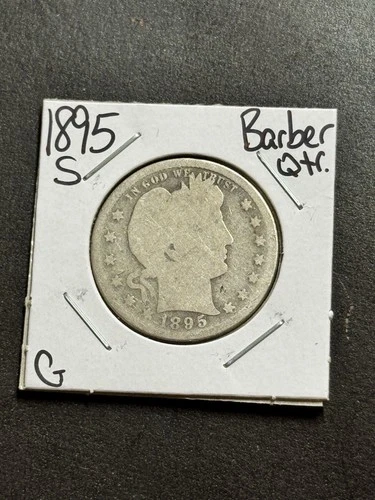 1895
S
Barber
Qtr.
IN GOD WE TRUST
1895
G